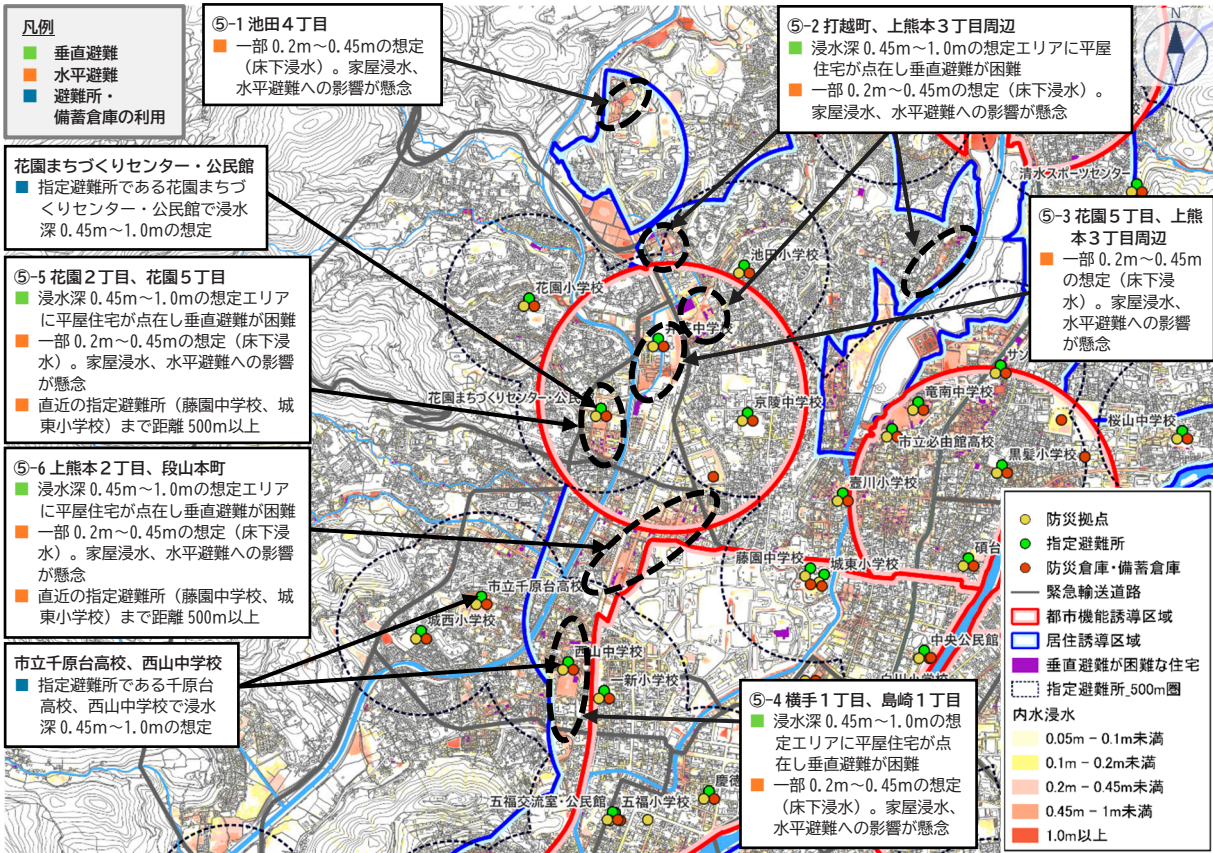 凡例
垂直避難
水平避難
避難所・
備蓄倉庫の利用
⑤-1 池田4丁目
一部0.2m~0.45mの想定
(床下浸水)。家屋浸水、
水平避難への影響が懸念
⑤-2 打越町、上熊本3丁目周辺
浸水深0.45m~1.0mの想定エリアに平屋
住宅が点在し垂直避難が困難
一部0.2m~0.45mの想定(床下浸水)。
家屋浸水、水平避難への影響が懸念
N
花園まちづくりセンター・公民館
指定避難所である花園まちづ
くりセンター・公民館で浸水
深0.45m~1.0mの想定
清水スポーツセンター
⑤-3 花園5丁目、上熊
本3丁目周辺
一部0.2m~0.45m
の想定(床下浸
水)。家屋浸水、
水平避難への影響
が懸念
⑤-5 花園2丁目、花園5丁目
浸水深0.45m~1.0mの想定エリア
に平屋住宅が点在し垂直避難が困難
一部0.2m~0.45mの想定(床下浸
水)。家屋浸水、水平避難への影響
が懸念
直近の指定避難所(藤園中学校、城
東小学校)まで距離500m以上
池田小学校
花園小学校
中学校
花園まちづくりセンター・公民
京陵中学校
サン
竜南中学校
市立必由館高校
桜山中学校
黒髪小学校
壺川小学校
⑤-6 上熊本2丁目、段山本町
浸水深0.45m~1.0mの想定エリア
に平屋住宅が点在し垂直避難が困難
一部0.2m~0.45mの想定(床下浸
水)。家屋浸水、水平避難への影響
が懸念
直近の指定避難所(藤園中学校、城
東小学校)まで距離500m以上
藤園中学校
城東小学校
碩台
市立千原台高校
城西小学校
中央公民館
西山中学校
一新小学校
白川小学校
市立千原台高校、西山中学校
指定避難所である千原台
高校、西山中学校で浸水
深0.45m~1.0mの想定
⑤-4 横手1丁目、島崎1丁目
浸水深0.45m~1.0mの想
定エリアに平屋住宅が点
在し垂直避難が困難
一部0.2m~0.45mの想定
(床下浸水)。家屋浸水、
水平避難への影響が懸念
慶徳
五福交流室・公民館
五福小学校
防災拠点
指定避難所
防災倉庫・備蓄倉庫
緊急輸送道路
都市機能誘導区域
居住誘導区域
垂直避難が困難な住宅
指定避難所_500m圏
内水浸水
0.05m - 0.1m未満
0.1m - 0.2m未満
0.2m - 0.45m未満
0.45m - 1m未満
1.0m以上